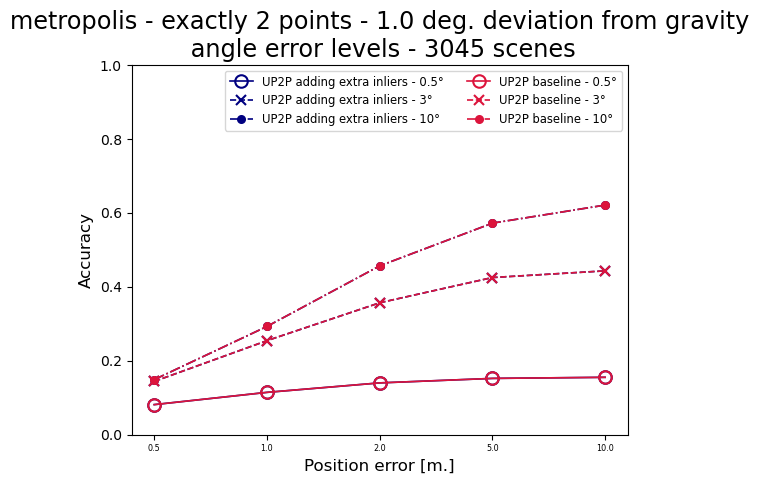 metropolis - exactly 2 points - 1.0 deg. deviation from gravity
angle error levels - 3045 scenes
UP2P adding extra inliers - 0.5°
UP2P adding extra inliers - 3°
UP2P adding extra inliers - 10°
UP2P baseline - 0.5°
UP2P baseline - 3°
UP2P baseline - 10°
Accuracy
1.0
0.8
0.6
0.4
0.2
0.0
0.5
1.0
2.0
5.0
10.0
Position error [m.]